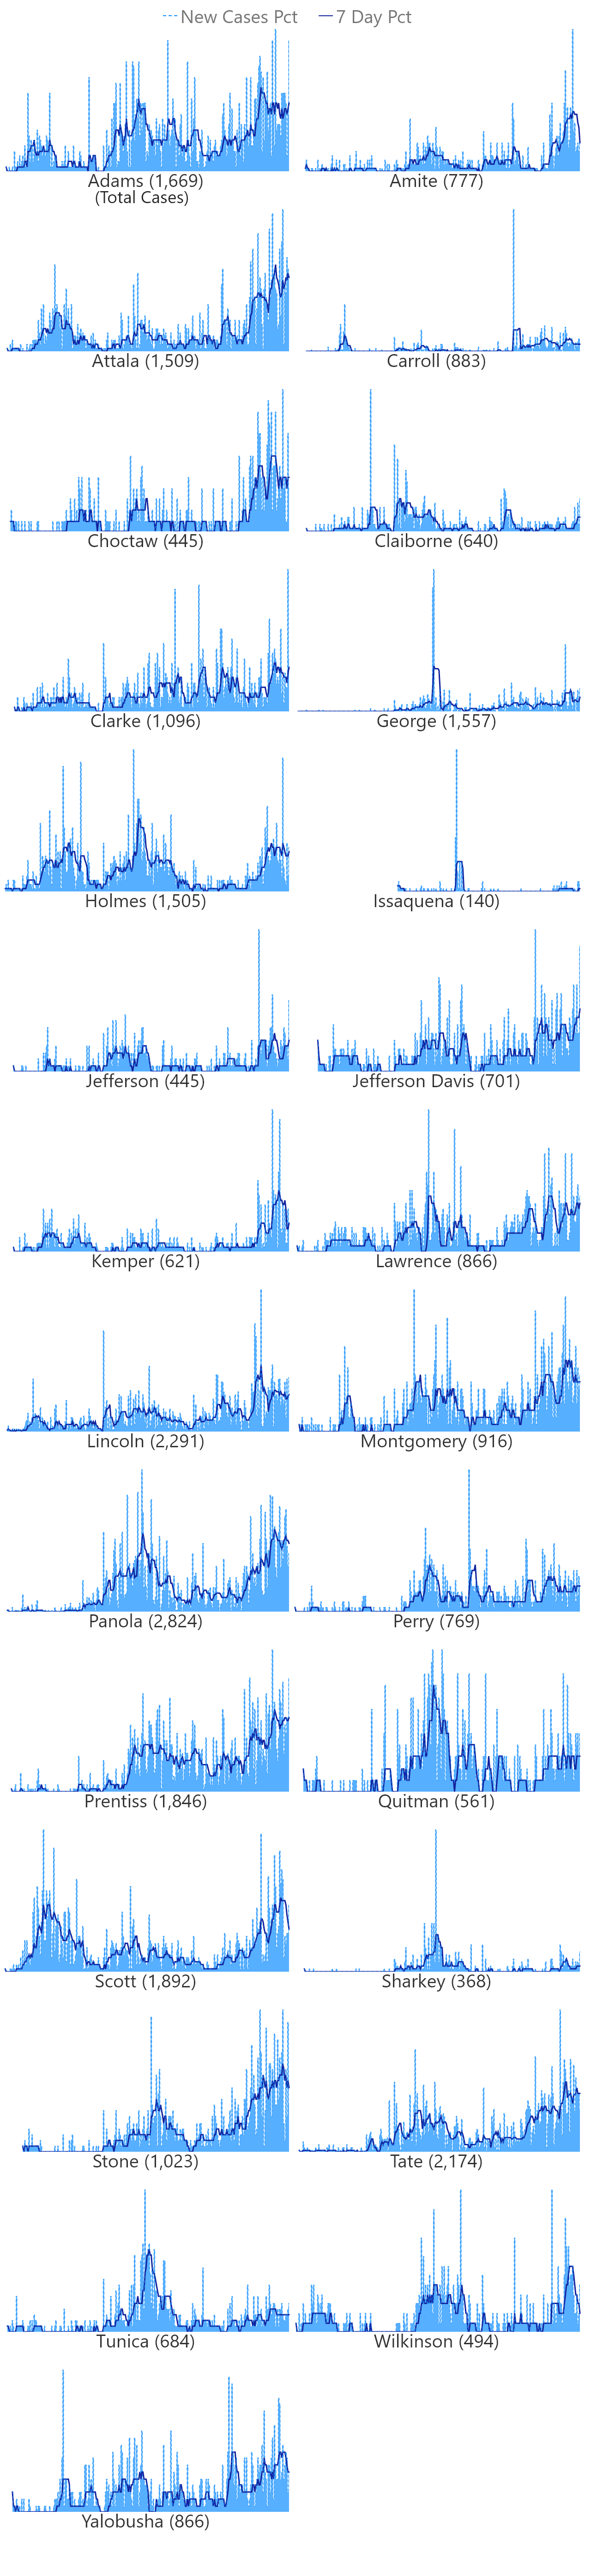 New Cases Pct 7 Day Pct
Adams (1,669)
(Total Cases)
Amite (777)
Attala (1,509)
Carroll (883)
Choctaw (445)
Claiborne (640)
Clarke (1,096)
George (1,557)
Holmes (1,505)
Issaquena (140)
Jefferson (445)
Jefferson Davis (701)
Kemper (621)
Lawrence (866)
Lincoln (2,291)
Montgomery (916)
Panola (2,824)
Perry (769)
Prentiss (1,846)
Quitman (561)
Scott (1,892)
Sharkey (368)
Stone (1,023)
Tate (2,174)
Tunica (684)
Wilkinson (494)
Yalobusha (866)